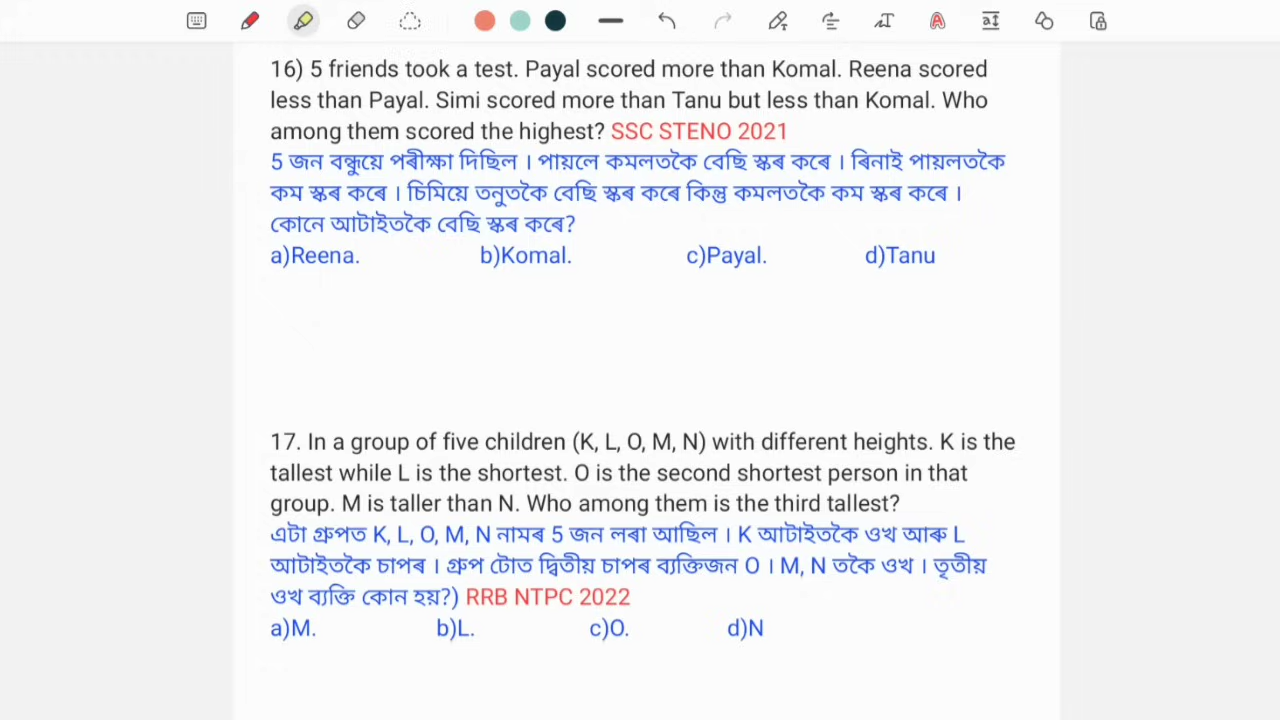 16) 5 friends took a test. Payal scored more than Komal. Reena scored
less than Payal. Simi scored more than Tanu but less than Komal. Who
among them scored the highest? SSC STENO 2021
5 জন বন্ধুয়ে পৰীক্ষা দিছিল । পায়লে কমলতকৈ বেছি স্কৰ কৰে । ৰিনাই পায়লতকৈ
কম স্কৰ কৰে । চিমিয়ে তনুতকৈ বেছি স্কৰ কৰে কিন্তু কমলতকৈ কম স্কৰ কৰে ।
কোনে আটাইতকৈ বেছি স্কৰ কৰে?
a)Reena. b)Komal. c)Payal. d)Tanu
17. In a group of five children (K, L, O, M, N) with different heights. K is the
tallest while L is the shortest. O is the second shortest person in that
group. M is taller than N. Who among them is the third tallest?
এটা গ্ৰুপত K, L, O, M, N নামৰ 5 জন লৰা আছিল । K আটাইতকৈ ওখ আৰু L
আটাইতকৈ চাপৰ । গ্ৰুপ টোত দ্বিতীয় চাপৰ ব্যক্তিজন O । M, N তকৈ ওখ । তৃতীয়
ওখ ব্যক্তি কোন হয়?) RRB NTPC 2022
a)M. b)L. c)O. d)N